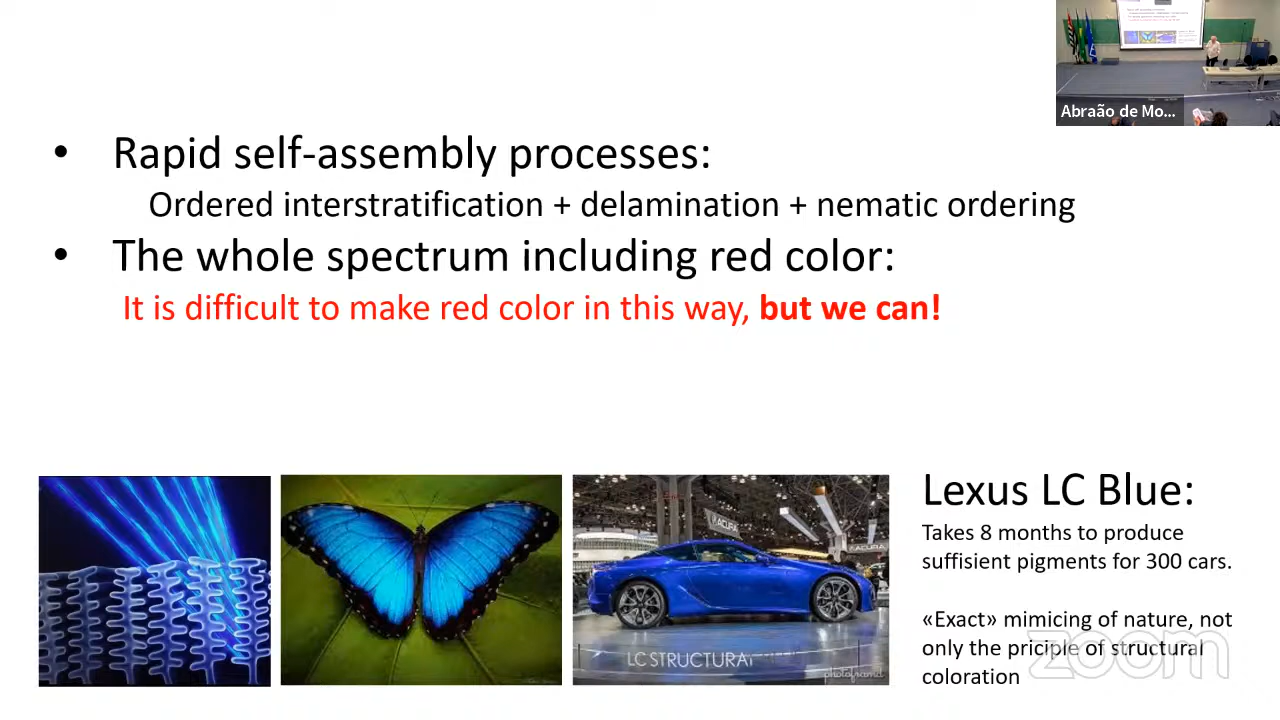 Abraão de Mo...
• Rapid self-assembly processes:
Ordered interstratification + delamination + nematic ordering
• The whole spectrum including red color:
It is difficult to make red color in this way, but we can!
ACURA
ACURA
LC STRUCTURA
photoframd
Lexus LC Blue:
Takes 8 months to produce
suffisient pigments for 300 cars.
«Exact» mimicing of nature, not
only the priciple of structural
coloration
zoom